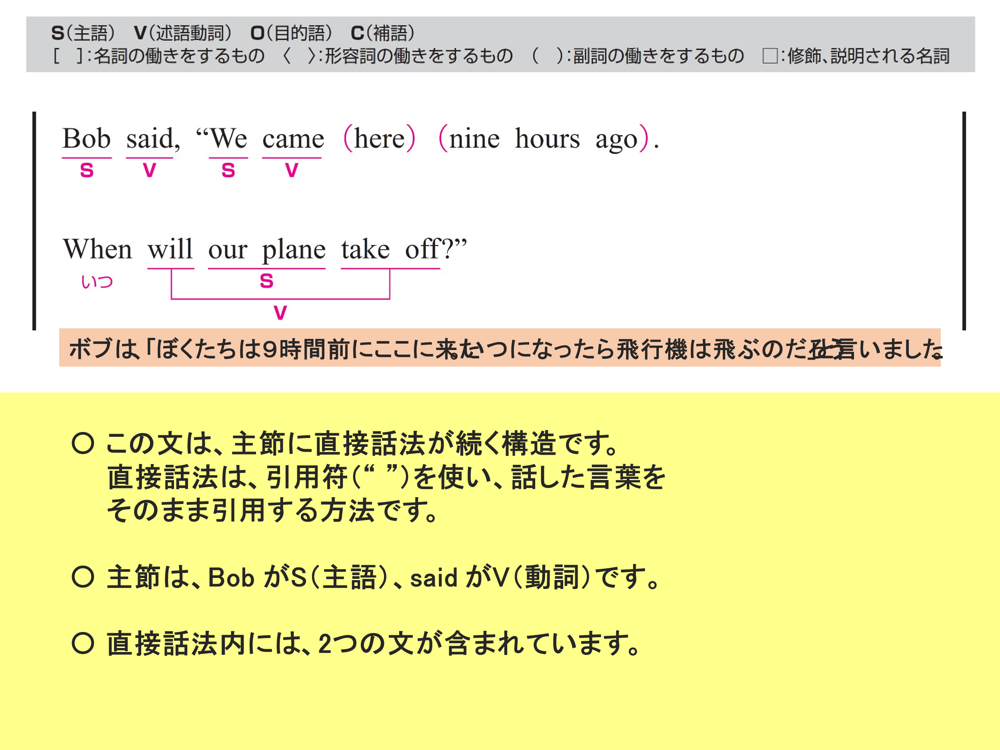 S（主語） V（述語動詞） O（目的語） C（補語）
［ ］：名詞の働きをするもの 〈 〉：形容詞の働きをするもの （ ）：副詞の働きをするもの □：修飾、説明される名詞
Bob said, “We came （here） （nine hours ago）.
S V S V
When will our plane take off?”
いつ S
V
ボブは、「ぼくたちは９時間前にここに来た。いつになったら飛行機は飛ぶのだろう」と言いました。
○ この文は、主節に直接話法が続く構造です。
直接話法は、引用符（“ ”）を使い、話した言葉を
そのまま引用する方法です。
○ 主節は、Bob がS（主語）、said がV（動詞）です。
○ 直接話法内には、2つの文が含まれています。